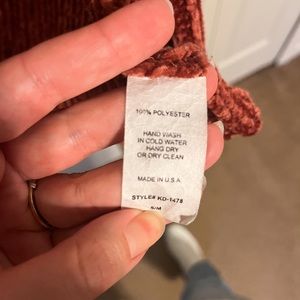 100% POLYESTER
HAND WASH
IN COLD WATER
HANG DRY
OR DRY CLEAN
MADE IN U.S.A.
STYLE# KD-1478
S/M